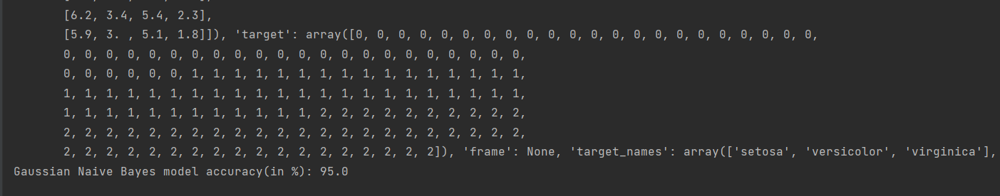 [6.2, 3.4, 5.4, 2.3],
[5.9, 3. , 5.1, 1.8]]), 'target': array([0, 0, 0, 0, 0, 0, 0, 0, 0, 0, 0, 0, 0, 0, 0, 0, 0, 0, 0, 0, 0, 0,
0, 0, 0, 0, 0, 0, 0, 0, 0, 0, 0, 0, 0, 0, 0, 0, 0, 0, 0, 0, 0, 0,
0, 0, 0, 0, 0, 0, 1, 1, 1, 1, 1, 1, 1, 1, 1, 1, 1, 1, 1, 1, 1, 1,
1, 1, 1, 1, 1, 1, 1, 1, 1, 1, 1, 1, 1, 1, 1, 1, 1, 1, 1, 1, 1, 1,
1, 1, 1, 1, 1, 1, 1, 1, 1, 1, 1, 1, 2, 2, 2, 2, 2, 2, 2, 2, 2, 2,
2, 2, 2, 2, 2, 2, 2, 2, 2, 2, 2, 2, 2, 2, 2, 2, 2, 2, 2, 2, 2, 2,
2, 2, 2, 2, 2, 2, 2, 2, 2, 2, 2, 2, 2, 2, 2, 2, 2, 2]), 'frame': None, 'target_names': array(['setosa', 'versicolor', 'virginica'],
Gaussian Naive Bayes model accuracy(in %): 95.0